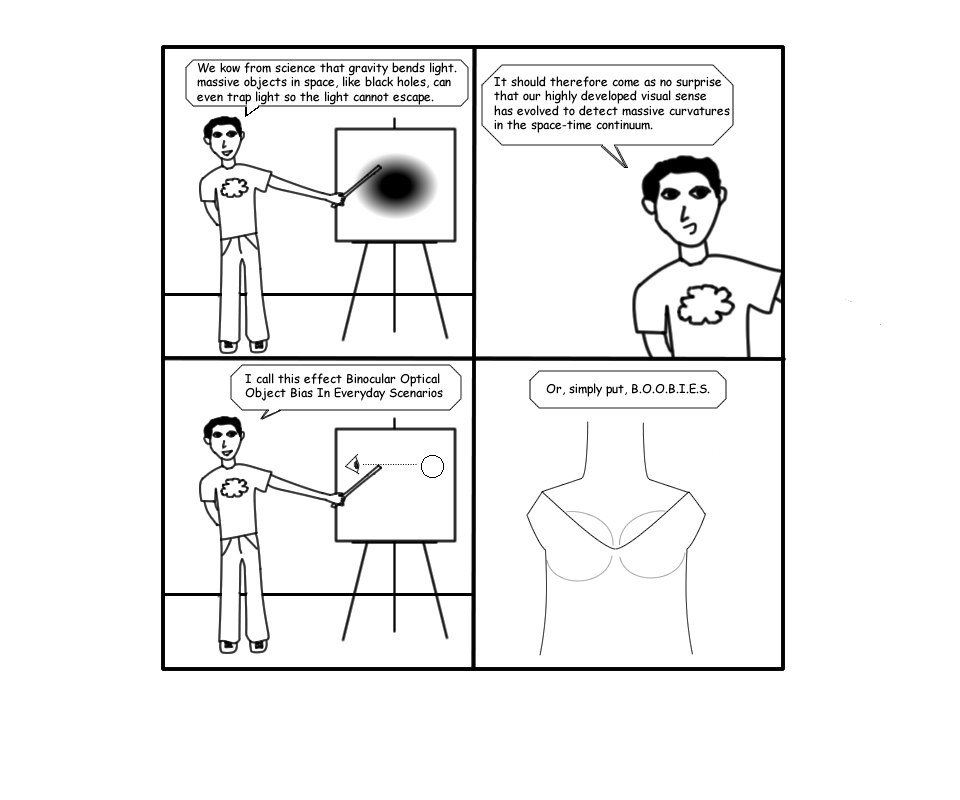 We kow from science that gravity bends light.
massive objects in space, like black holes, can
even trap light so the light cannot escape.
It should therefore come as no surprise
that our highly developed visual sense
has evolved to detect massive curvatures
in the space-time continuum.
I call this effect Binocular Optical
Object Bias In Everyday Scenarios
Or, simply put, B.O.O.B.I.E.S.